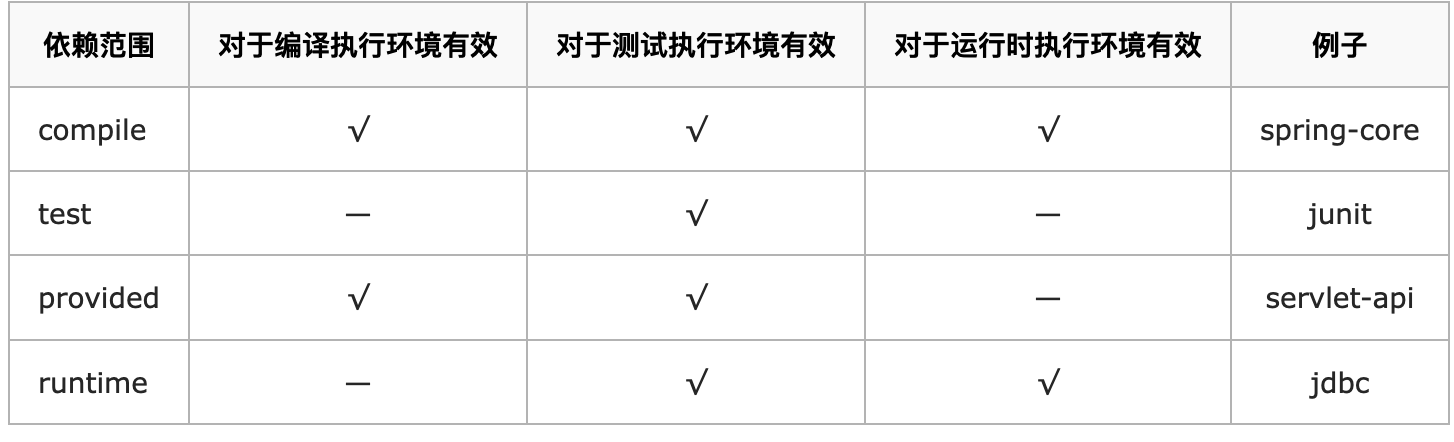 依赖范围 对于编译执行环境有效 对于测试执行环境有效 对于运行时执行环境有效 例子
compile √ √ √ spring-core
test — √ — junit
provided √ √ — servlet-api
runtime — √ √ jdbc